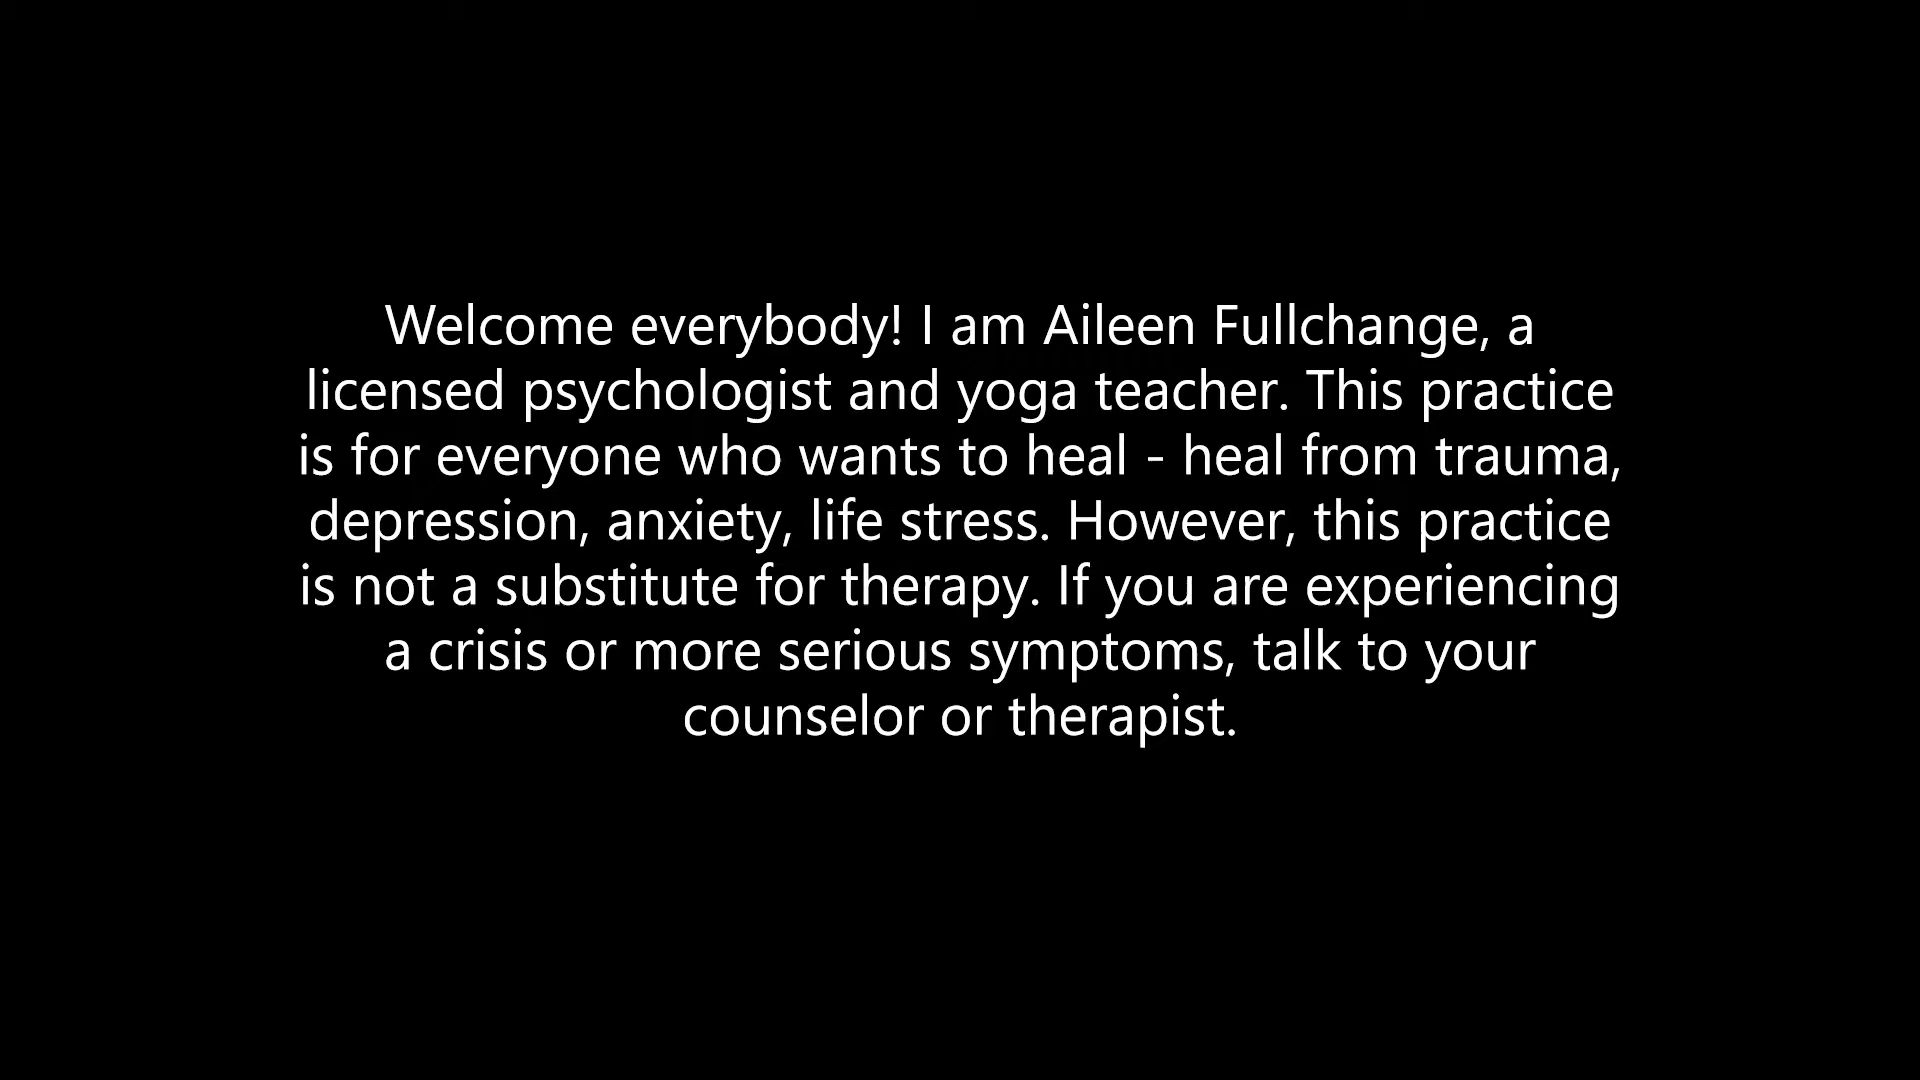 Welcome everybody! I am Aileen Fullchange, a
licensed psychologist and yoga teacher. This practice
is for everyone who wants to heal - heal from trauma,
depression, anxiety, life stress. However, this practice
is not a substitute for therapy. If you are experiencing
a crisis or more serious symptoms, talk to your
counselor or therapist.